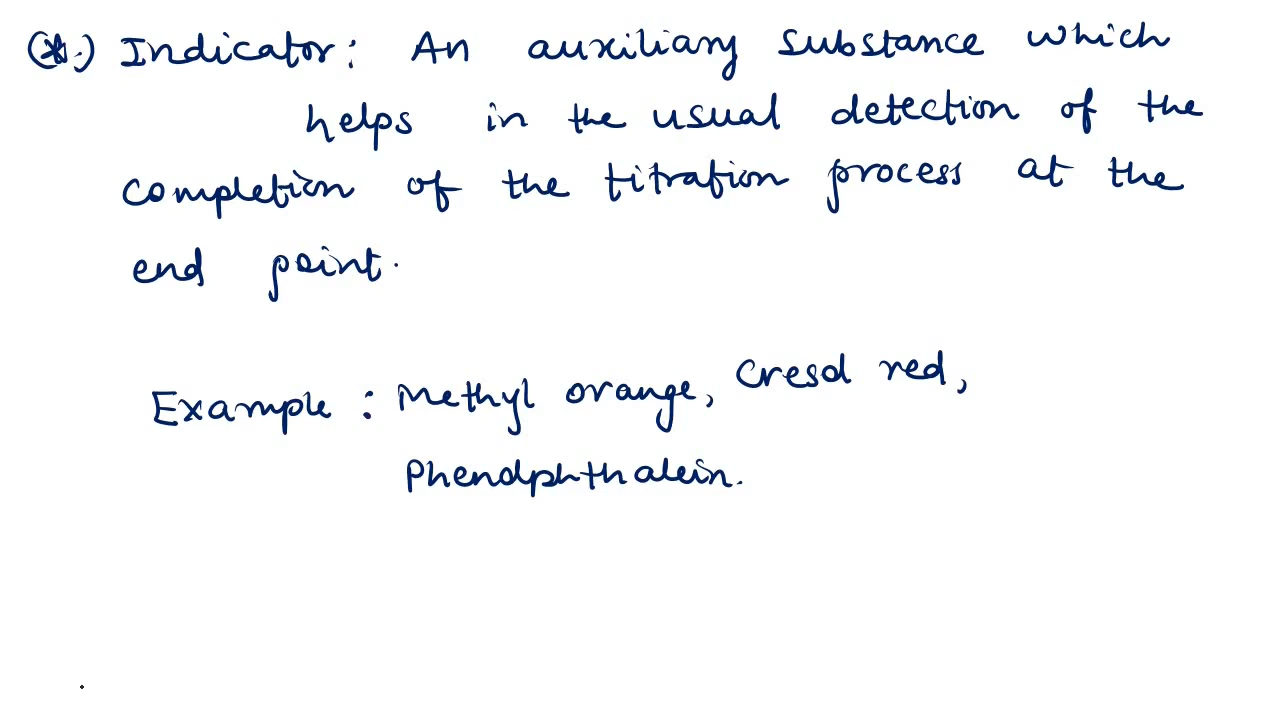 (*.) Indicator: An auxiliary substance which
helps in the usual detection of the
completion of the titration process at the
end point.
Example : Methyl orange, Cresol red,
Phenolphthalein.